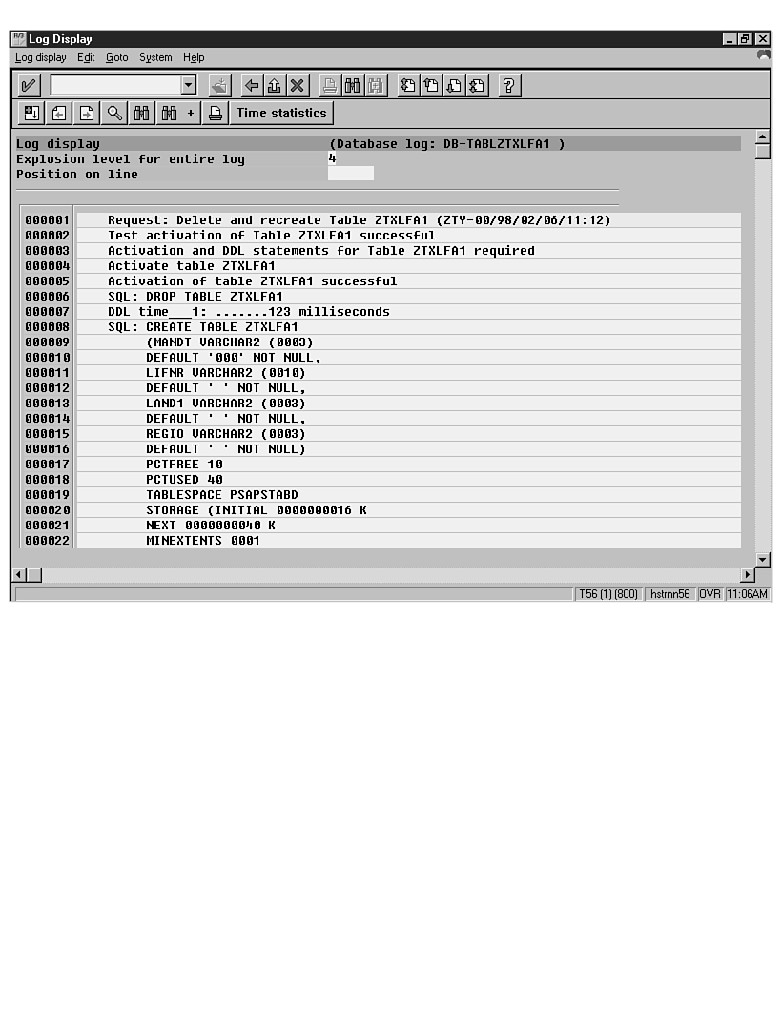 Log Display
Log display Edit Goto System Help
Time statistics
Log display (Database log: DB-TABLZTXLFA1 )
Explosion level for entire log 4
Position on line
000001 Request: Delete and recreate Table ZTXLFA1 (ZTY-00/98/02/06/11:12)
000002 Test activation of Table ZTXLFA1 successful
000003 Activation and DDL statements for Table ZTXLFA1 required
000004 Activate table ZTXLFA1
000005 Activation of table ZTXLFA1 successful
000006 SQL: DROP TABLE ZTXLFA1
000007 DDL time___1: .......123 milliseconds
000008 SQL: CREATE TABLE ZTXLFA1
000009 (MANDT VARCHAR2 (0003)
000010 DEFAULT '000' NOT NULL,
000011 LIFNR VARCHAR2 (0010)
000012 DEFAULT ' ' NOT NULL,
000013 LAND1 VARCHAR2 (0003)
000014 DEFAULT ' ' NOT NULL,
000015 REGIO VARCHAR2 (0003)
000016 DEFAULT ' ' NOT NULL)
000017 PCTFREE 10
000018 PCTUSED 40
000019 TABLESPACE PSAPSTABD
000020 STORAGE (INITIAL 0000000016 K
000021 NEXT 0000000040 K
000022 MINEXTENTS 0001
T56 (1) (800) OVR 11:06AM